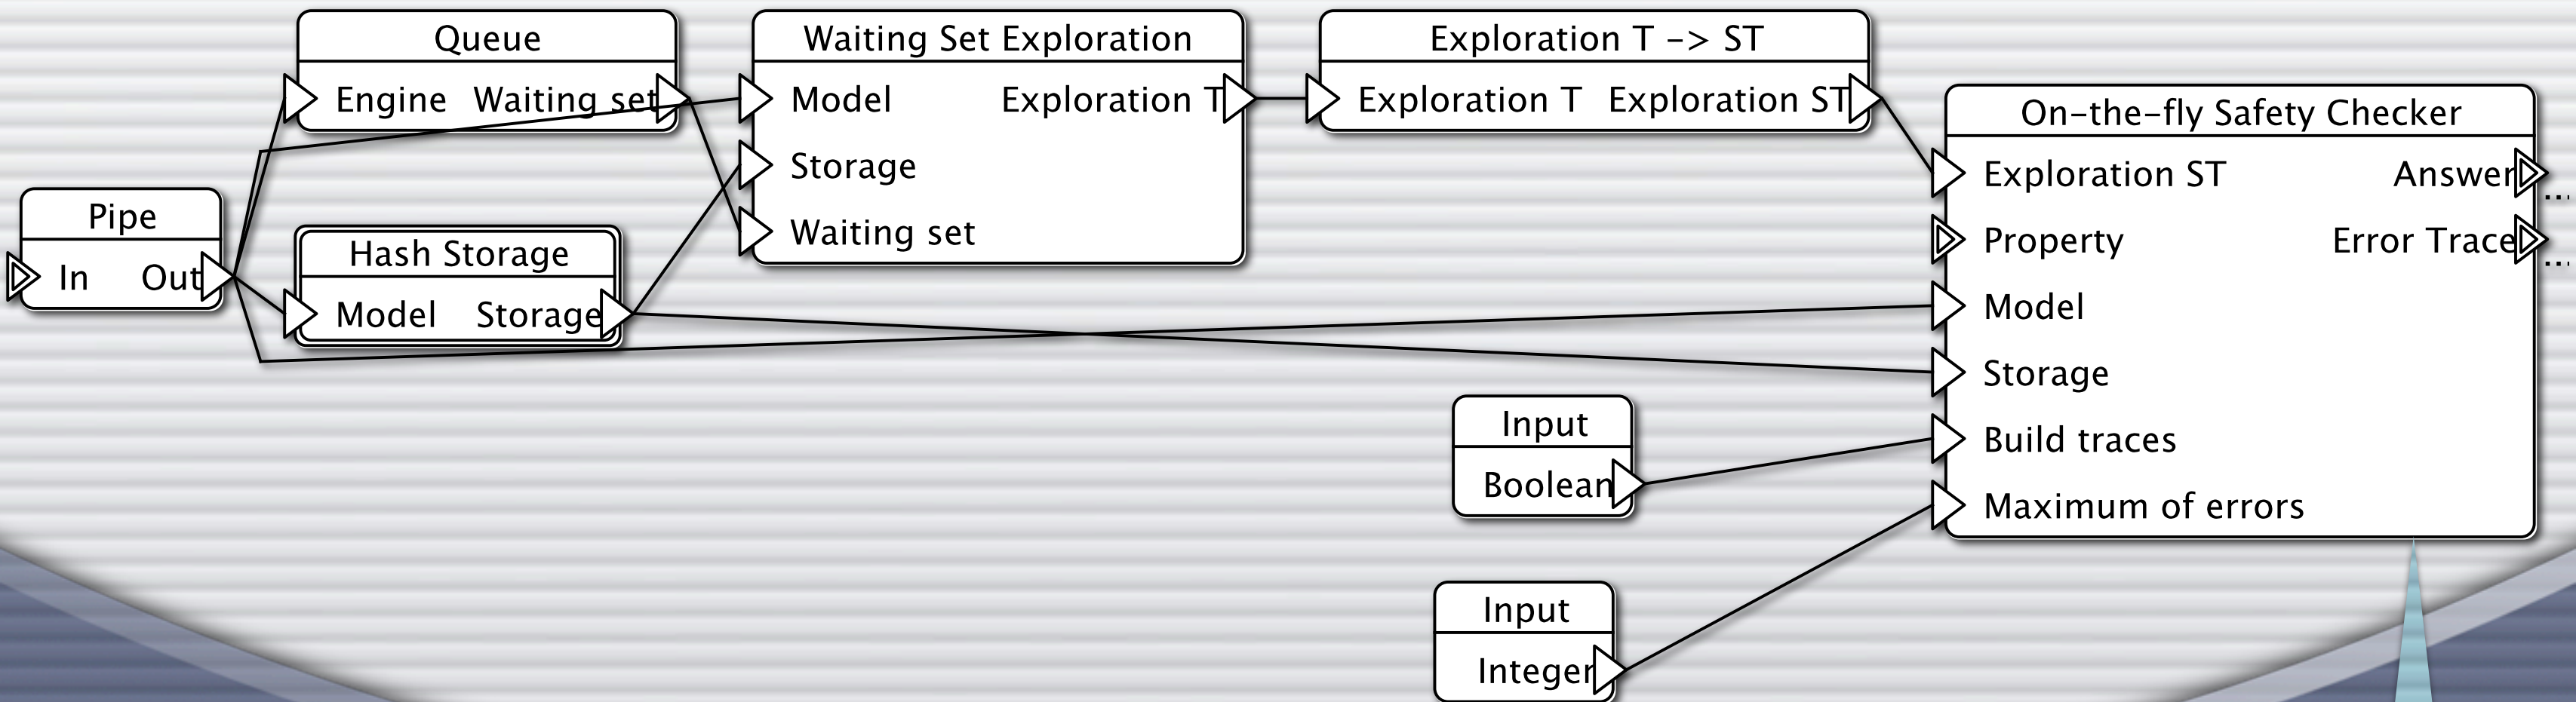 Queue
Engine Waiting set
Waiting Set Exploration
Model Exploration T
Storage
Waiting set
Exploration T -> ST
Exploration T Exploration ST
On-the-fly Safety Checker
Exploration ST Answer
...
Property Error Trace
...
Model
Storage
Build traces
Maximum of errors
Pipe
In Out
Hash Storage
Model Storage
Input
Boolean
Input
Integer